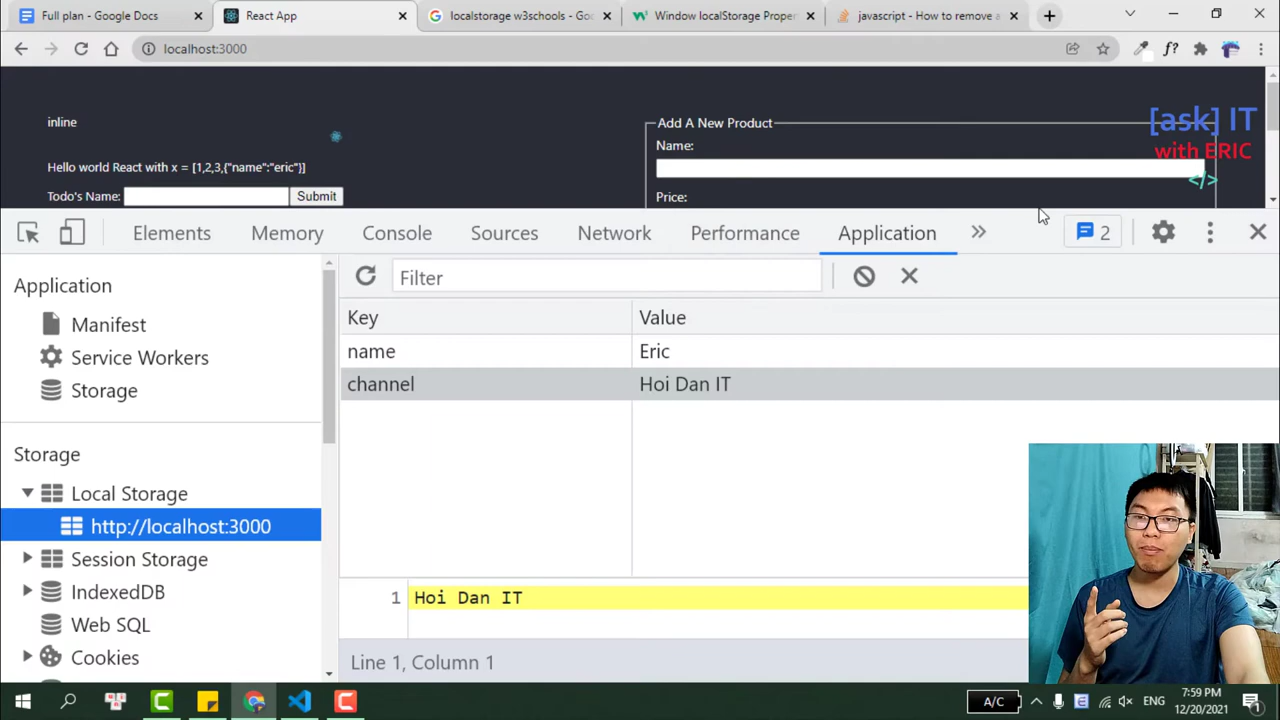 Full plan - Google Docs
React App
localstorage w3schools - Goo
Window localStorage Proper
javascript - How to remove a
localhost:3000
inline
Hello world React with x = [1,2,3,{"name":"eric"}]
Todo's Name:
Submit
Add A New Product
Name:
Price:
[ask] IT
with ERIC
</>
Elements
Memory
Console
Sources
Network
Performance
Application
2
Application
Manifest
Service Workers
Storage
Storage
Local Storage
http://localhost:3000
Session Storage
IndexedDB
Web SQL
Cookies
Filter
Key Value
name Eric
channel Hoi Dan IT
1 Hoi Dan IT
Line 1, Column 1
A/C
ENG
7:59 PM
12/20/2021
1